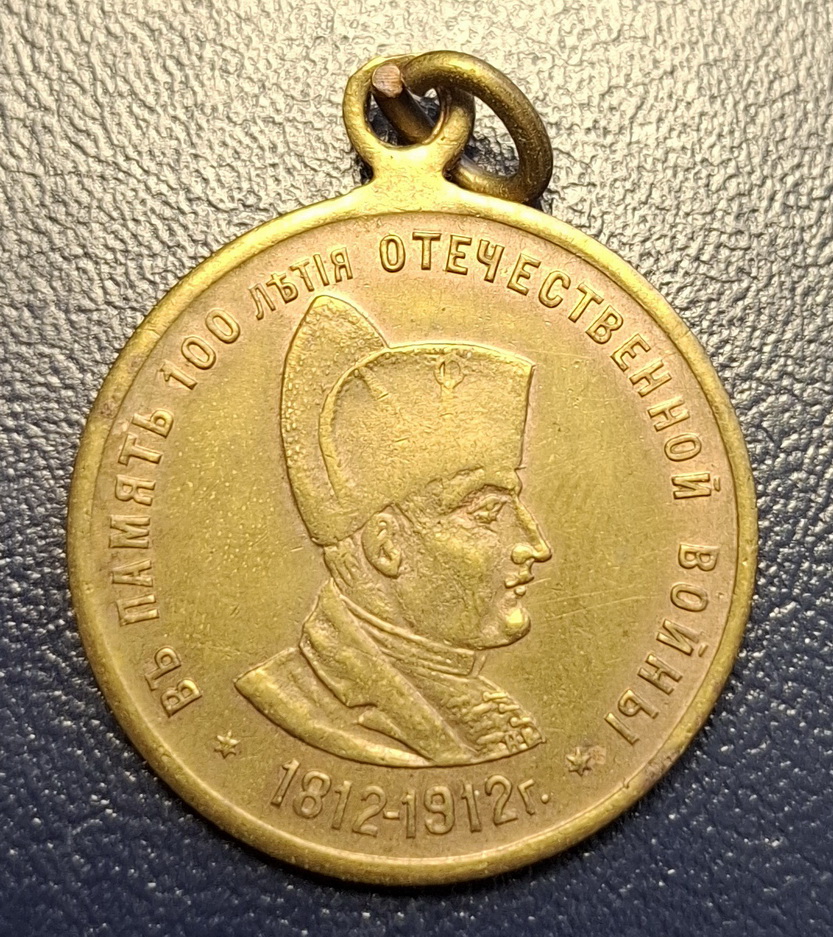 ВЪ ПАМЯТЬ 100 ЛѢТІЯ ОТЕЧЕСТВЕННОЙ ВОЙНЫ
1812-1912г.